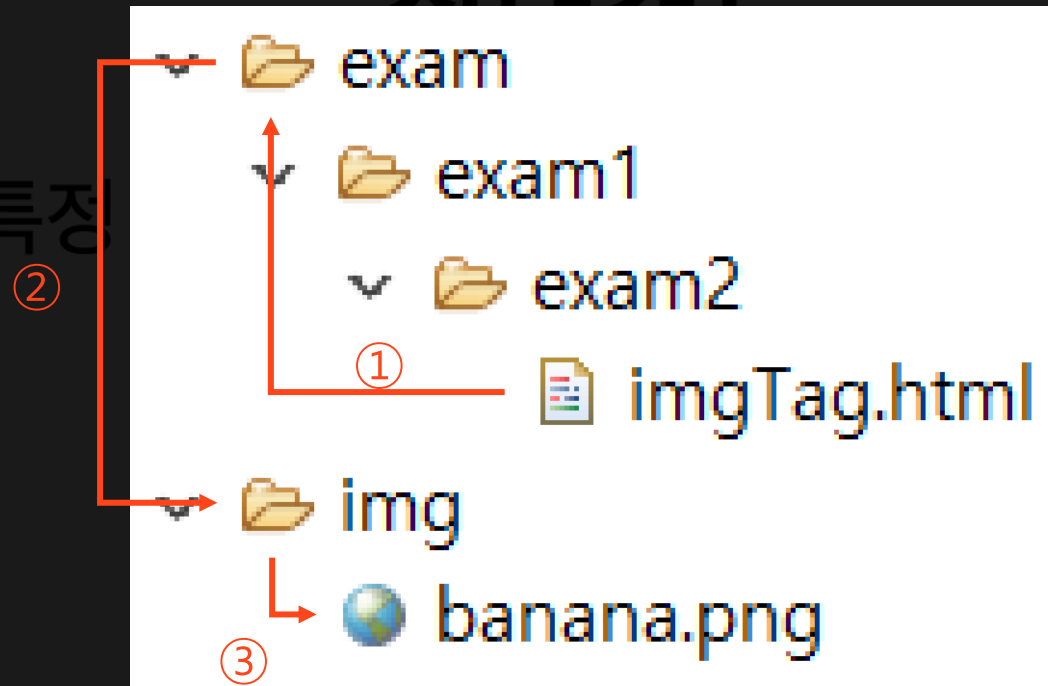 exam
exam1
특정
exam2
②
①
imgTag.html
img
banana.png
③